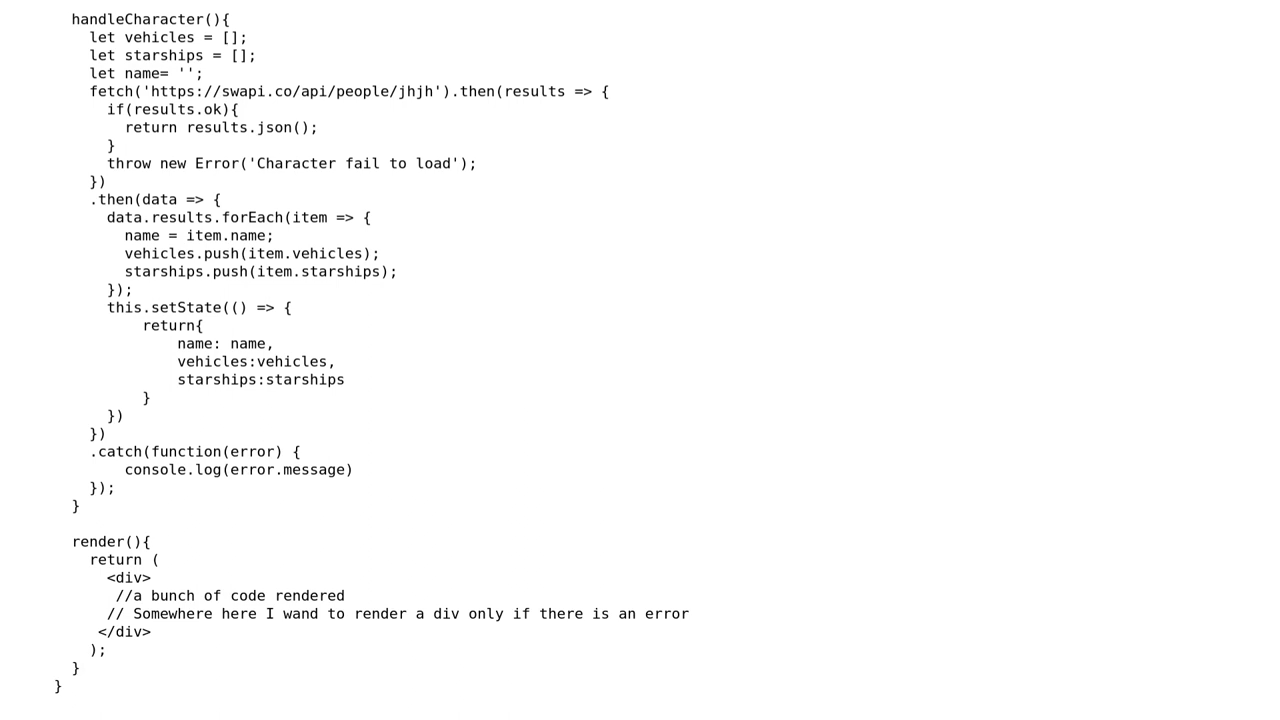 handleCharacter(){
let vehicles = [];
let starships = [];
let name= '';
fetch('https://swapi.co/api/people/jhjh').then(results => {
if(results.ok){
return results.json();
}
throw new Error('Character fail to load');
})
.then(data => {
data.results.forEach(item => {
name = item.name;
vehicles.push(item.vehicles);
starships.push(item.starships);
});
this.setState(() => {
return{
name: name,
vehicles:vehicles,
starships:starships
}
})
})
.catch(function(error) {
console.log(error.message)
});
}
render(){
return (
<div>
//a bunch of code rendered
// Somewhere here I wand to render a div only if there is an error
</div>
);
}
}